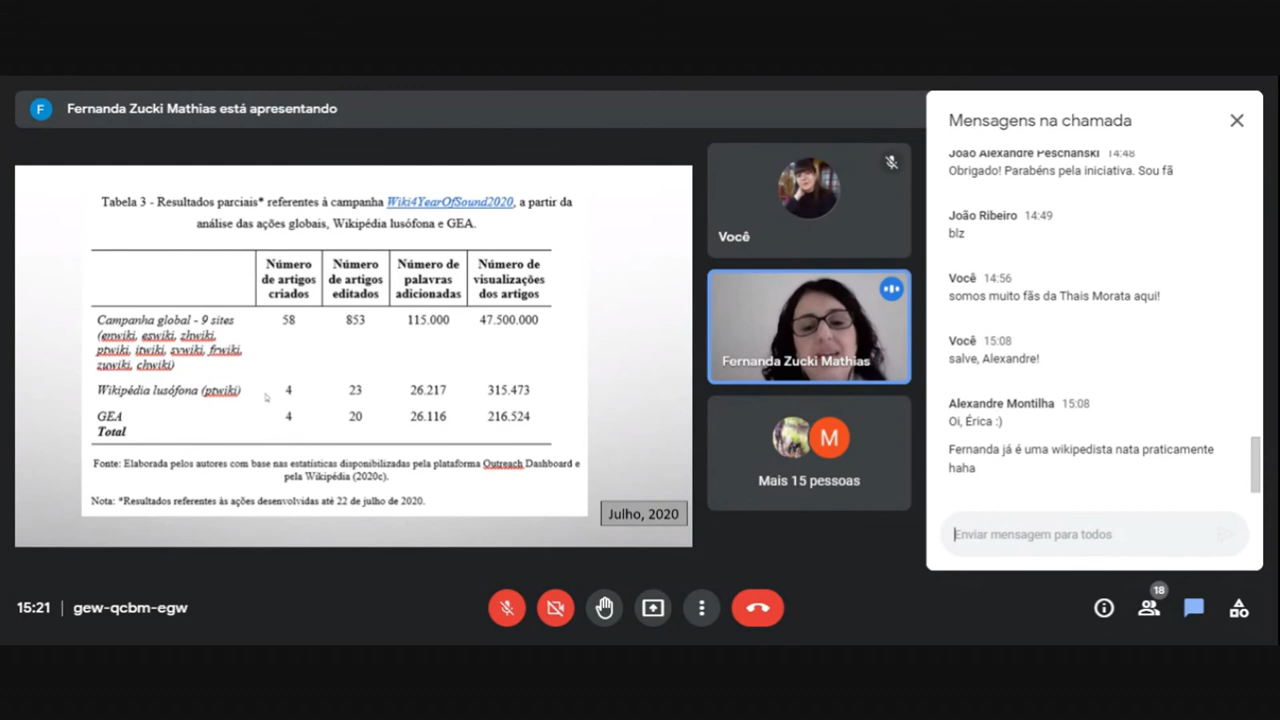 F Fernanda Zucki Mathias está apresentando
Tabela 3 - Resultados parciais* referentes à campanha Wiki4YearOfSound2020, a partir da
análise das ações globais, Wikipédia lusófona e GEA.
Número de artigos criados
Número de artigos editados
Número de palavras adicionadas
Número de visualizações dos artigos
Campanha global - 9 sites 58 853 115.000 47.500.000
(enwiki, eswiki, zhwiki,
ptwiki, itwiki, svwiki, frwiki,
zuwiki, chwiki)
Wikipédia lusófona (ptwiki) 4 23 26.217 315.473
GEA 4 20 26.116 216.524
Total
Fonte: Elaborada pelos autores com base nas estatísticas disponibilizadas pela plataforma Outreach Dashboard e
pela Wikipédia (2020c).
Nota: *Resultados referentes às ações desenvolvidas até 22 de julho de 2020.
Julho, 2020
Você
Fernanda Zucki Mathias
M
Mais 15 pessoas
Mensagens na chamada
João Alexandre Peschanski 14:48
Obrigado! Parabéns pela iniciativa. Sou fã
João Ribeiro 14:49
blz
Você 14:56
somos muito fãs da Thais Morata aqui!
Você 15:08
salve, Alexandre!
Alexandre Montilha 15:08
Oi, Érica :)
Fernanda já é uma wikipedista nata praticamente
haha
Enviar mensagem para todos
15:21 | gew-qcbm-egw
18